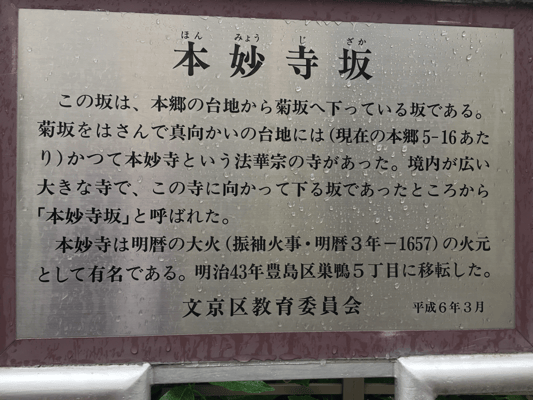 ほん みょう じ ざか
本妙寺坂
この坂は、本郷の台地から菊坂へ下っている坂である。
菊坂をはさんで真向かいの台地には(現在の本郷5-16あた
り)かつて本妙寺という法華宗の寺があった。境内が広い
大きな寺で、この寺に向かって下る坂であったところから
「本妙寺坂」と呼ばれた。
本妙寺は明暦の大火(振袖火事・明暦3年-1657)の火元
として有名である。明治43年豊島区巣鴨5丁目に移転した。
文京区教育委員会 平成6年3月